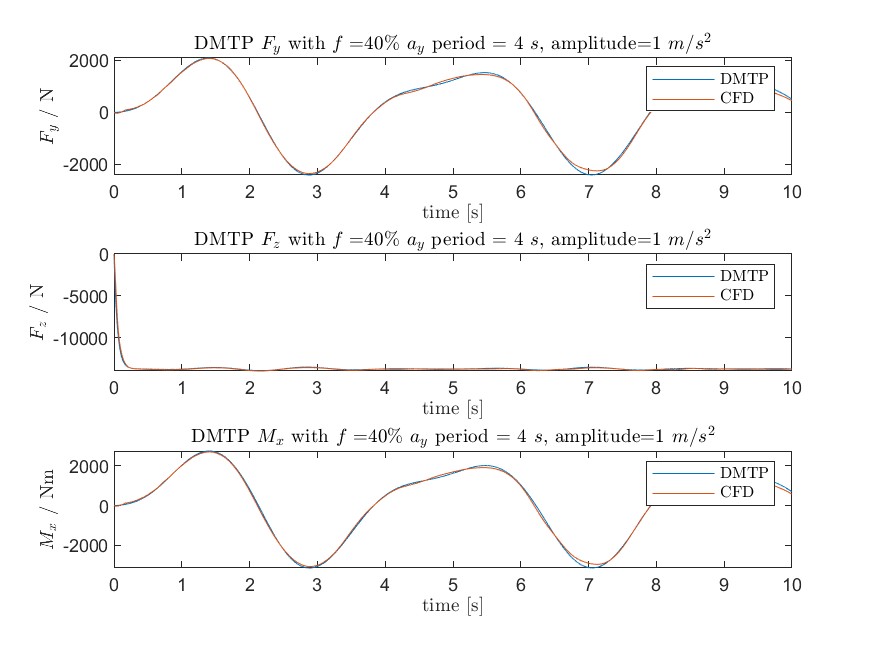 DMTP F_y with f =40% a_y period = 4 s, amplitude=1 m/s²
2000
0
-2000
F_y / N
DMTP
CFD
0 1 2 3 4 5 6 7 8 9 10
time [s]
DMTP F_z with f =40% a_y period = 4 s, amplitude=1 m/s²
0
-5000
-10000
F_z / N
DMTP
CFD
0 1 2 3 4 5 6 7 8 9 10
time [s]
DMTP M_x with f =40% a_y period = 4 s, amplitude=1 m/s²
2000
0
-2000
M_x / Nm
DMTP
CFD
0 1 2 3 4 5 6 7 8 9 10
time [s]